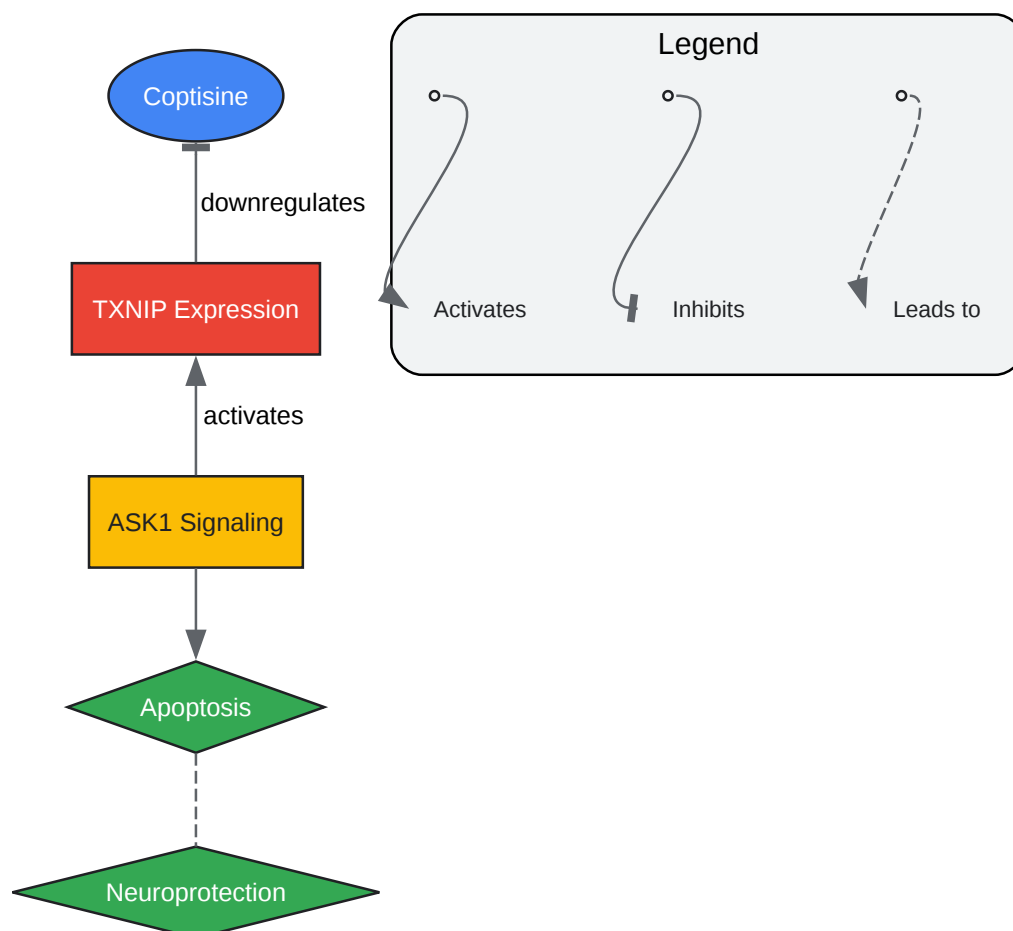 Legend
Coptisine
downregulates
TXNIP Expression
Activates
Inhibits
Leads to
activates
ASK1 Signaling
Apoptosis
Neuroprotection